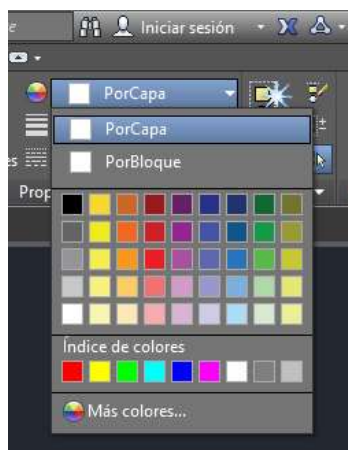 Iniciar sesión
PorCapa
PorCapa
PorBloque
Prop
Índice de colores
Más colores...